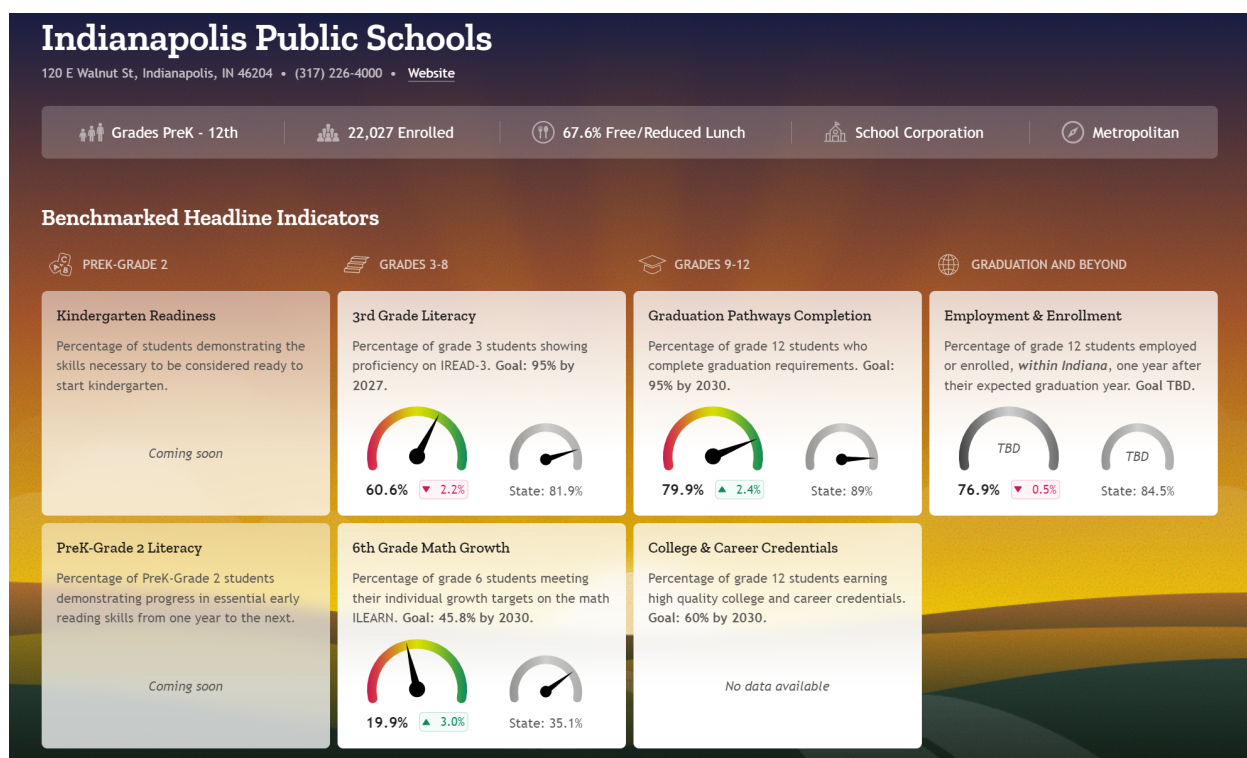 Indianapolis Public Schools
120 E Walnut St, Indianapolis, IN 46204 • (317) 226-4000 • Website
Grades PreK - 12th
22,027 Enrolled
67.6% Free/Reduced Lunch
School Corporation
Metropolitan
Benchmarked Headline Indicators
PREK-GRADE 2
GRADES 3-8
GRADES 9-12
GRADUATION AND BEYOND
Kindergarten Readiness
Percentage of students demonstrating the
skills necessary to be considered ready to
start kindergarten.
Coming soon
3rd Grade Literacy
Percentage of grade 3 students showing
proficiency on IREAD-3. Goal: 95% by
2027.
60.6% ▼ 2.2%
State: 81.9%
Graduation Pathways Completion
Percentage of grade 12 students who
complete graduation requirements. Goal:
95% by 2030.
79.9% ▲ 2.4%
State: 89%
Employment & Enrollment
Percentage of grade 12 students employed
or enrolled, within Indiana, one year after
their expected graduation year. Goal TBD.
TBD
TBD
76.9% ▼ 0.5%
State: 84.5%
PreK-Grade 2 Literacy
Percentage of PreK-Grade 2 students
demonstrating progress in essential early
reading skills from one year to the next.
Coming soon
6th Grade Math Growth
Percentage of grade 6 students meeting
their individual growth targets on the math
ILEARN. Goal: 45.8% by 2030.
19.9% ▲ 3.0%
State: 35.1%
College & Career Credentials
Percentage of grade 12 students earning
high quality college and career credentials.
Goal: 60% by 2030.
No data available